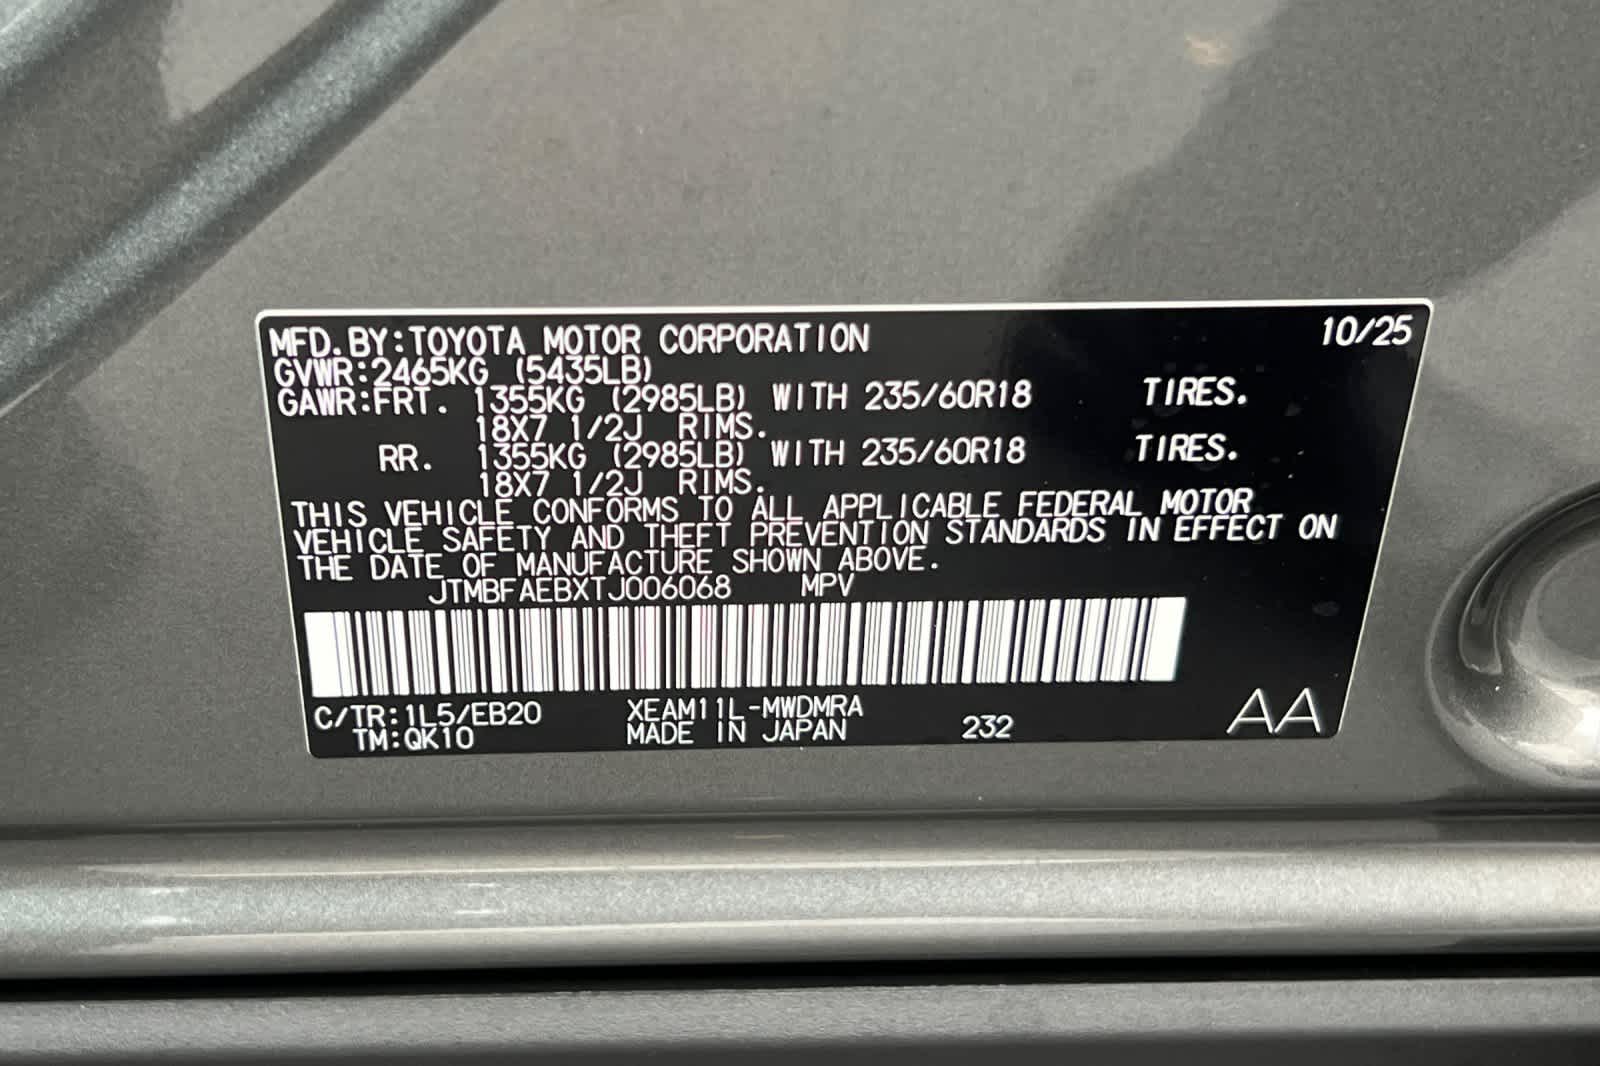 MFD.BY:TOYOTA MOTOR CORPORATION 10/25
GVWR:2465KG (5435LB)
GAWR:FRT. 1355KG (2985LB) WITH 235/60R18 TIRES.
18X7 1/2J RIMS.
RR. 1355KG (2985LB) WITH 235/60R18 TIRES.
18X7 1/2J RIMS.
THIS VEHICLE CONFORMS TO ALL APPLICABLE FEDERAL MOTOR
VEHICLE SAFETY AND THEFT PREVENTION STANDARDS IN EFFECT ON
THE DATE OF MANUFACTURE SHOWN ABOVE.
JTMBFAEBXTJ006068 MPV
C/TR:1L5/EB20 XEAM11L-MWDMRA
TM:QK10 MADE IN JAPAN 232 AA